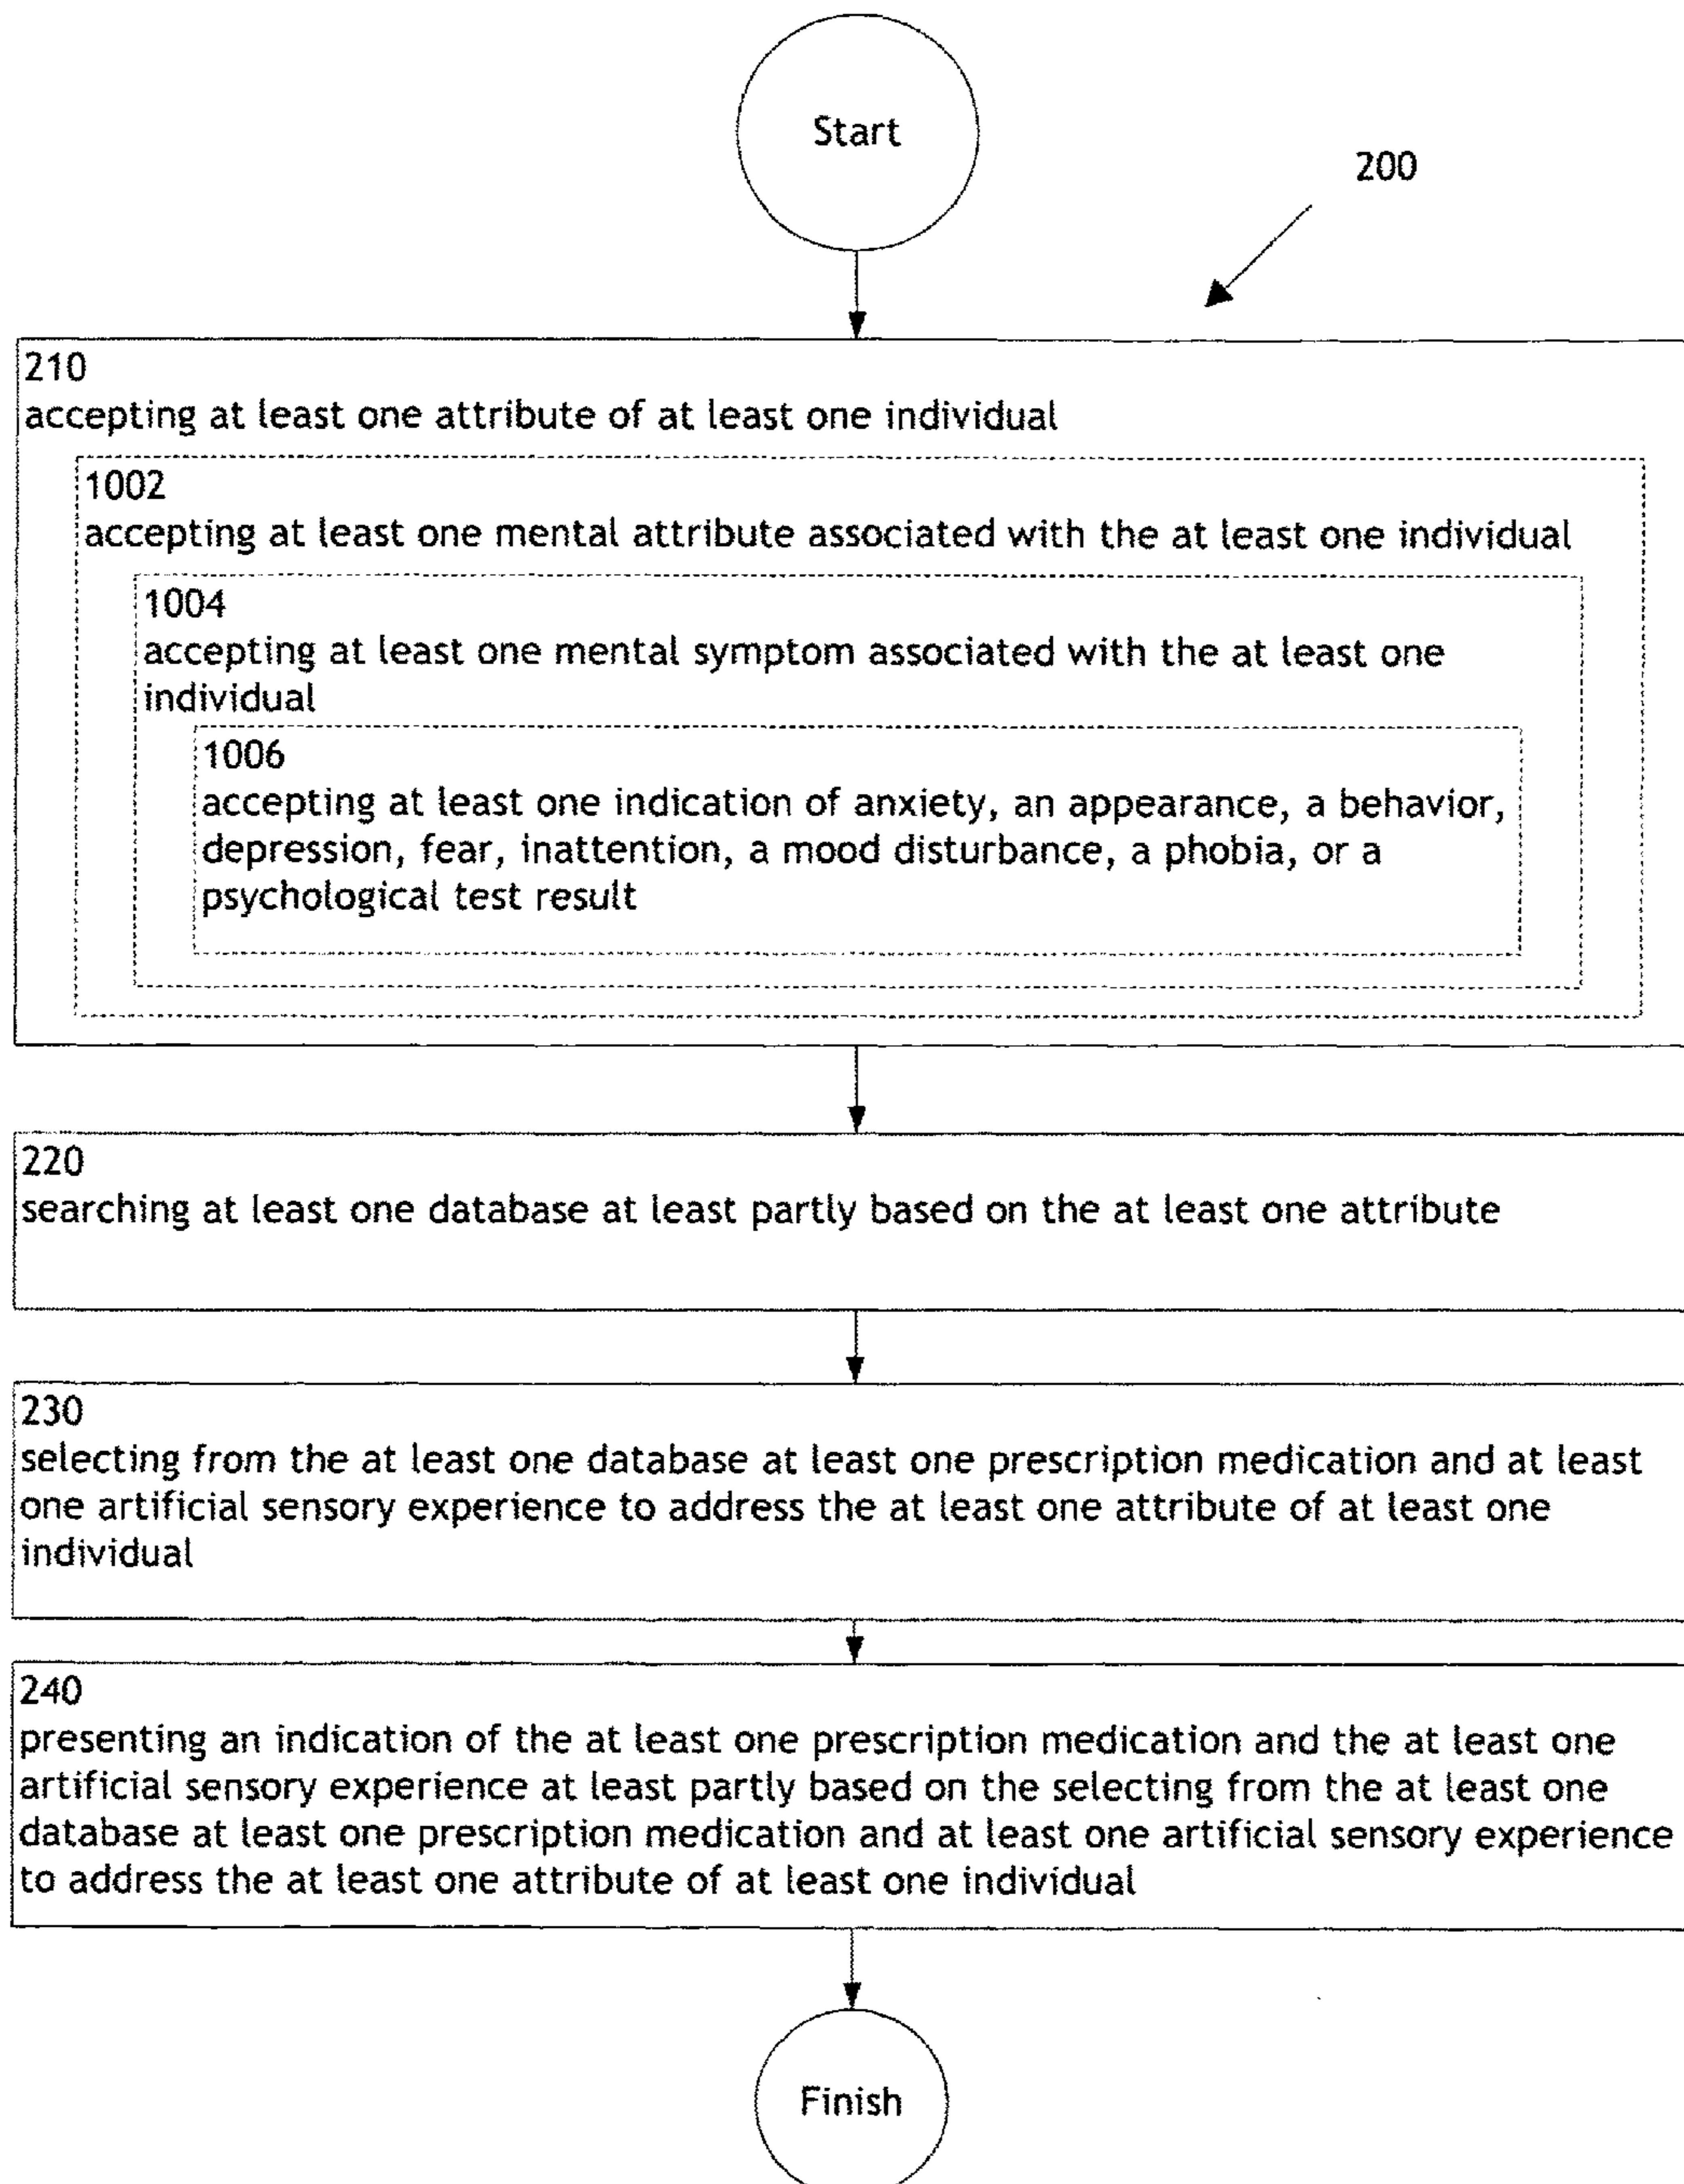 Start
200
210
accepting at least one attribute of at least one individual
1002
accepting at least one mental attribute associated with the at least one individual
1004
accepting at least one mental symptom associated with the at least one
individual
1006
accepting at least one indication of anxiety, an appearance, a behavior,
depression, fear, inattention, a mood disturbance, a phobia, or a
psychological test result
220
searching at least one database at least partly based on the at least one attribute
230
selecting from the at least one database at least one prescription medication and at least
one artificial sensory experience to address the at least one attribute of at least one
individual
240
presenting an indication of the at least one prescription medication and the at least one
artificial sensory experience at least partly based on the selecting from the at least one
database at least one prescription medication and at least one artificial sensory experience
to address the at least one attribute of at least one individual
Finish